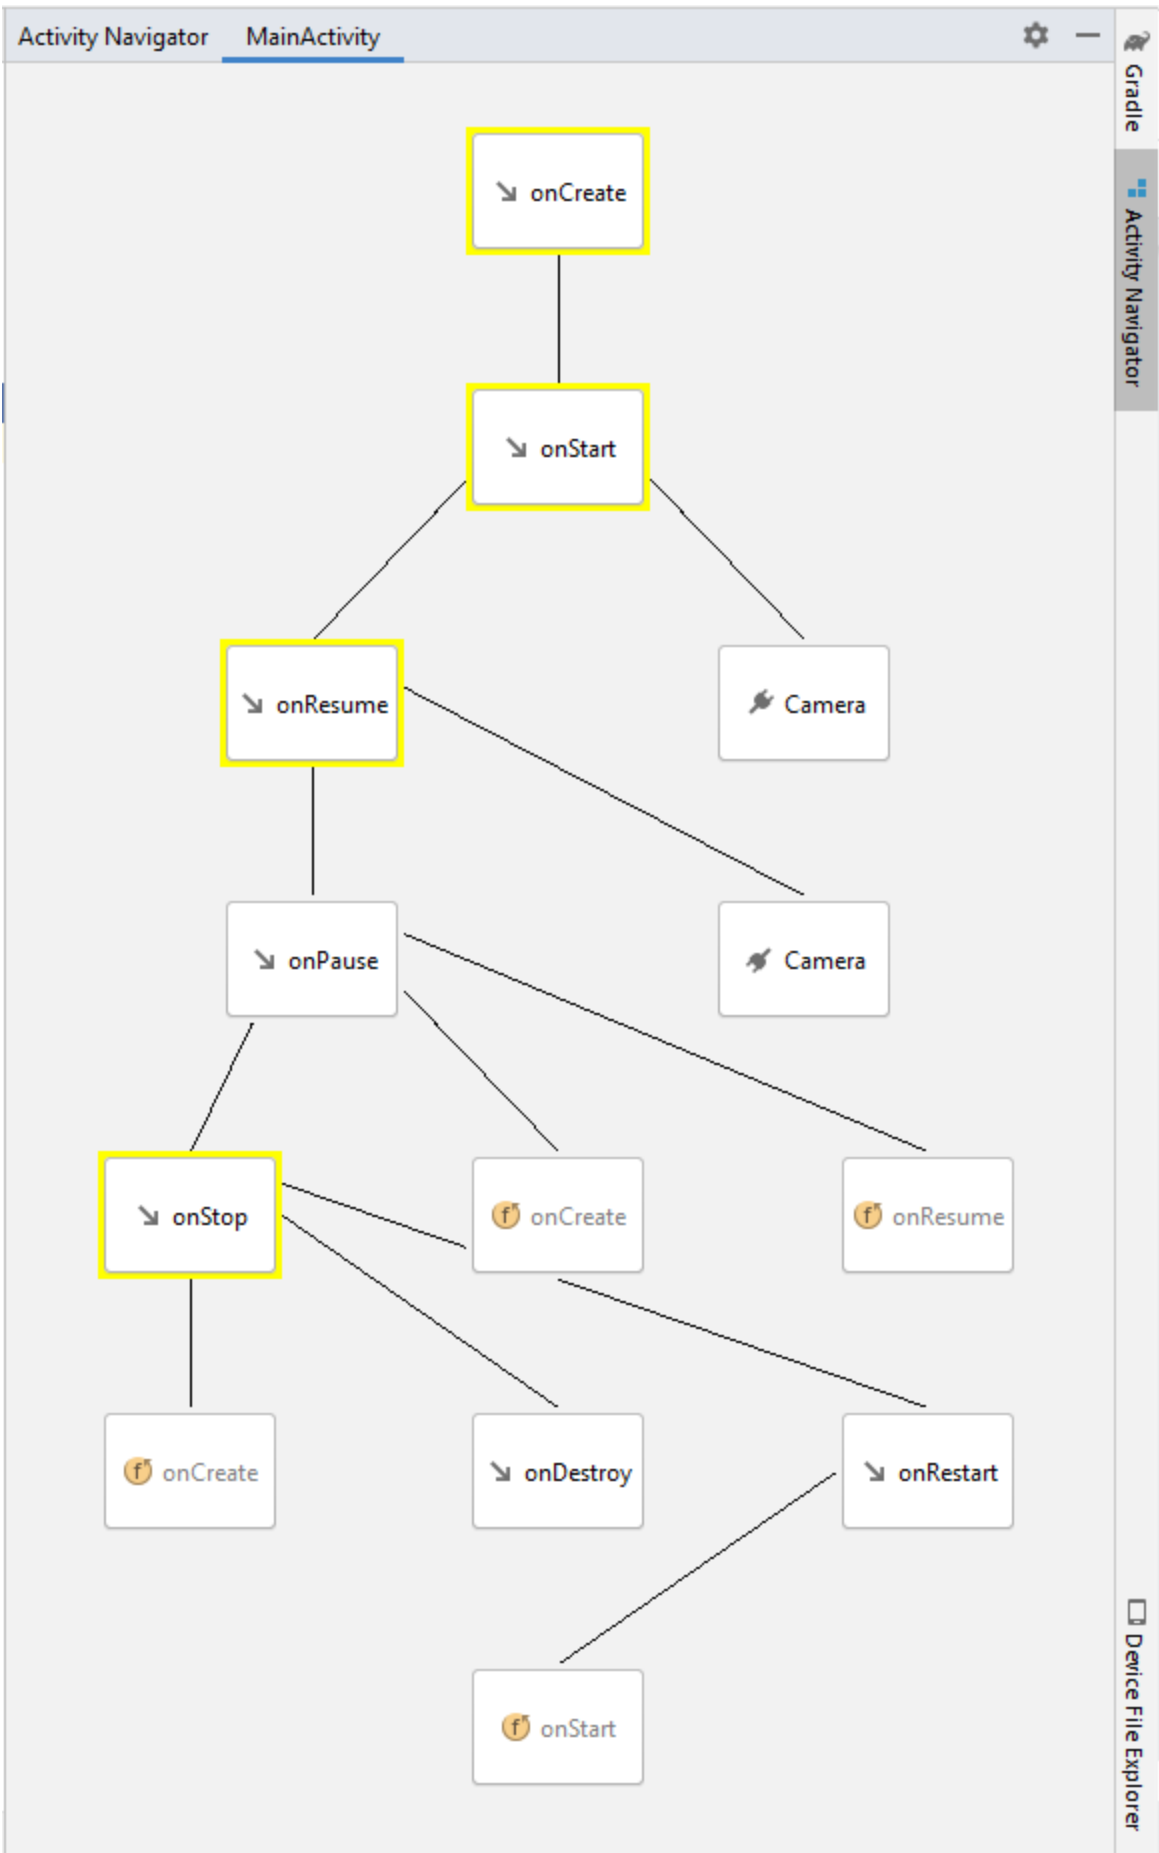 Activity Navigator MainActivity
onCreate
onStart
onResume
Camera
onPause
Camera
onStop
onCreate
onResume
onCreate
onDestroy
onRestart
onStart
Gradle
Activity Navigator
Device File Explorer